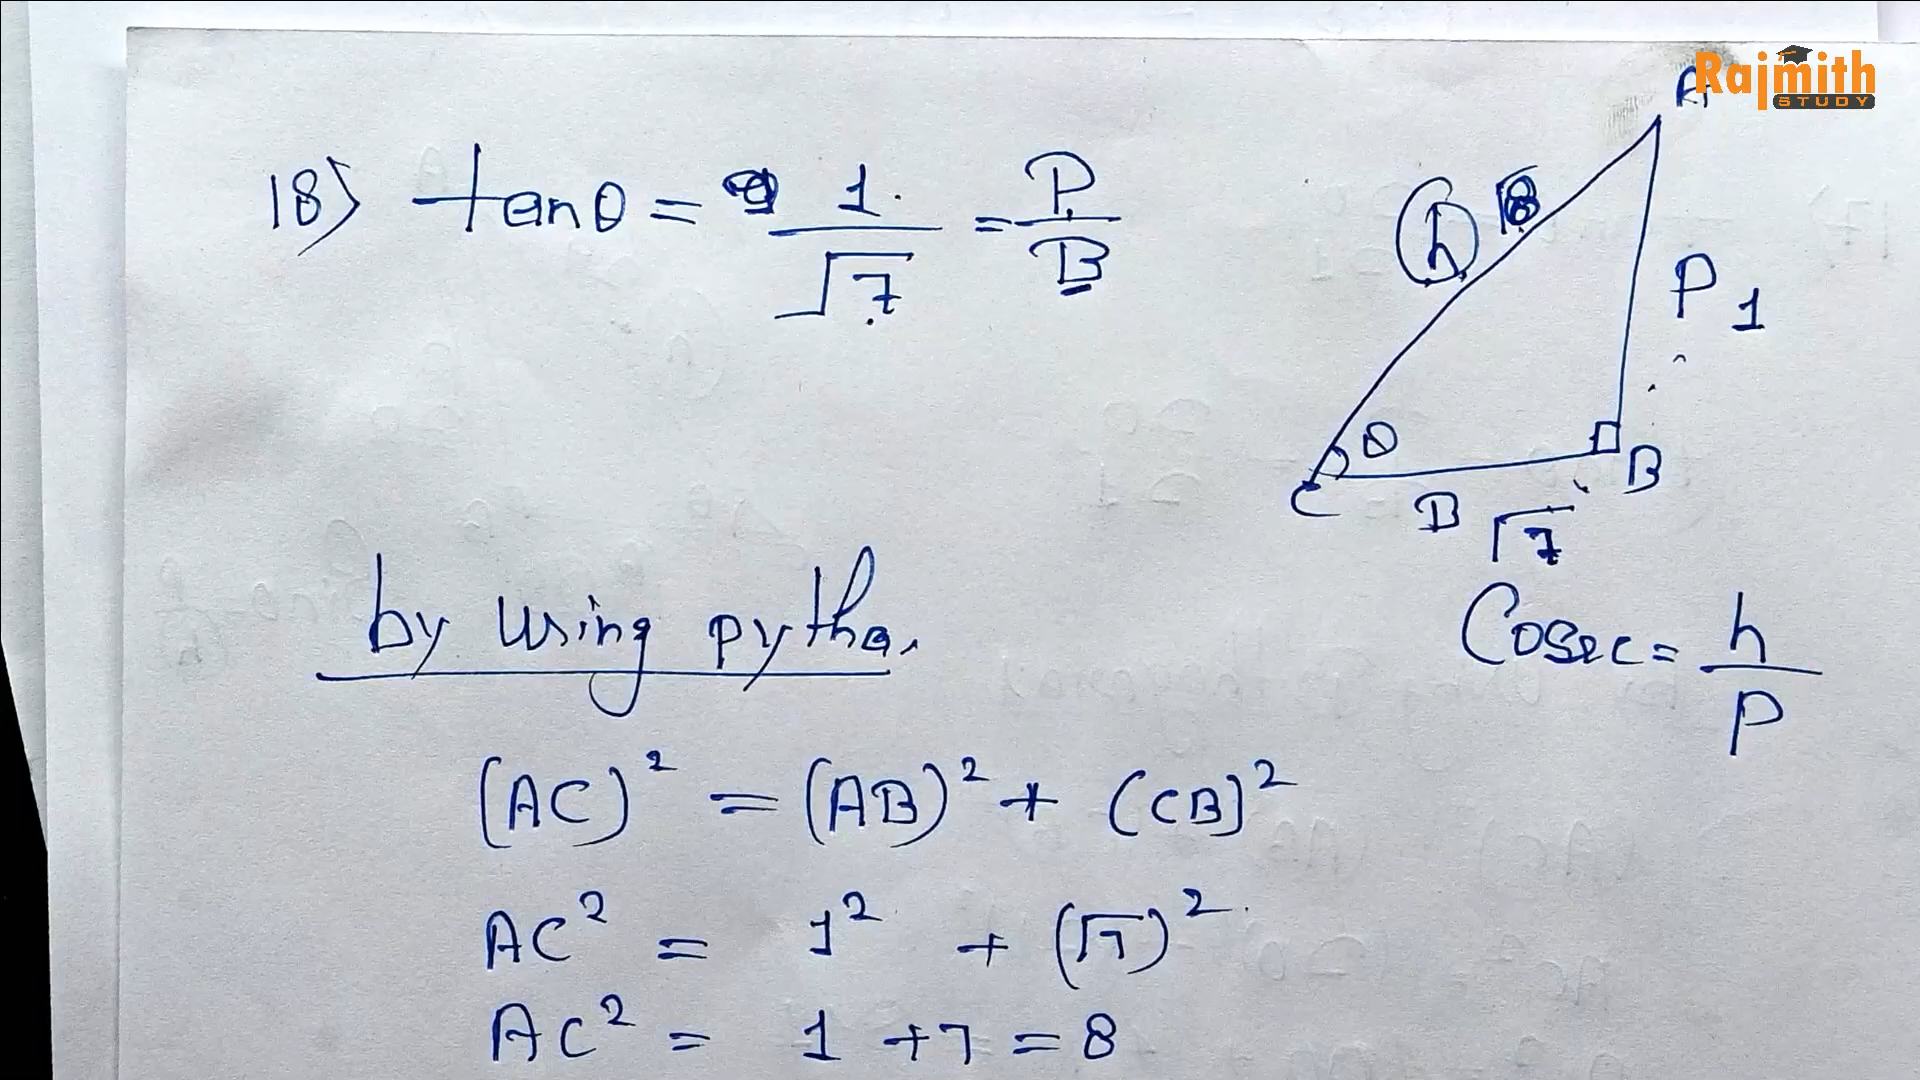 18) tanθ = 1/√7 = P/B
Rajmith
STUDY
A
h √8
P 1
θ
C
B
B √7
Cosec = h/P
by using pytha.
(AC)² = (AB)² + (CB)²
AC² = 1² + (√7)²
AC² = 1 + 7 = 8